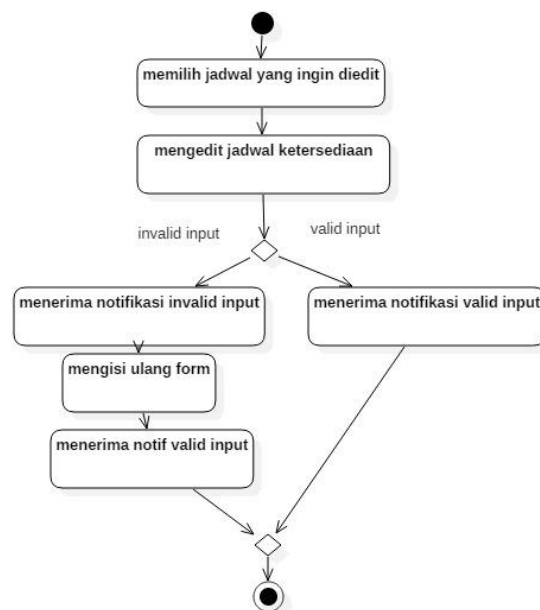 memilih jadwal yang ingin diedit
mengedit jadwal ketersediaan
invalid input
valid input
menerima notifikasi invalid input
menerima notifikasi valid input
mengisi ulang form
menerima notif valid input